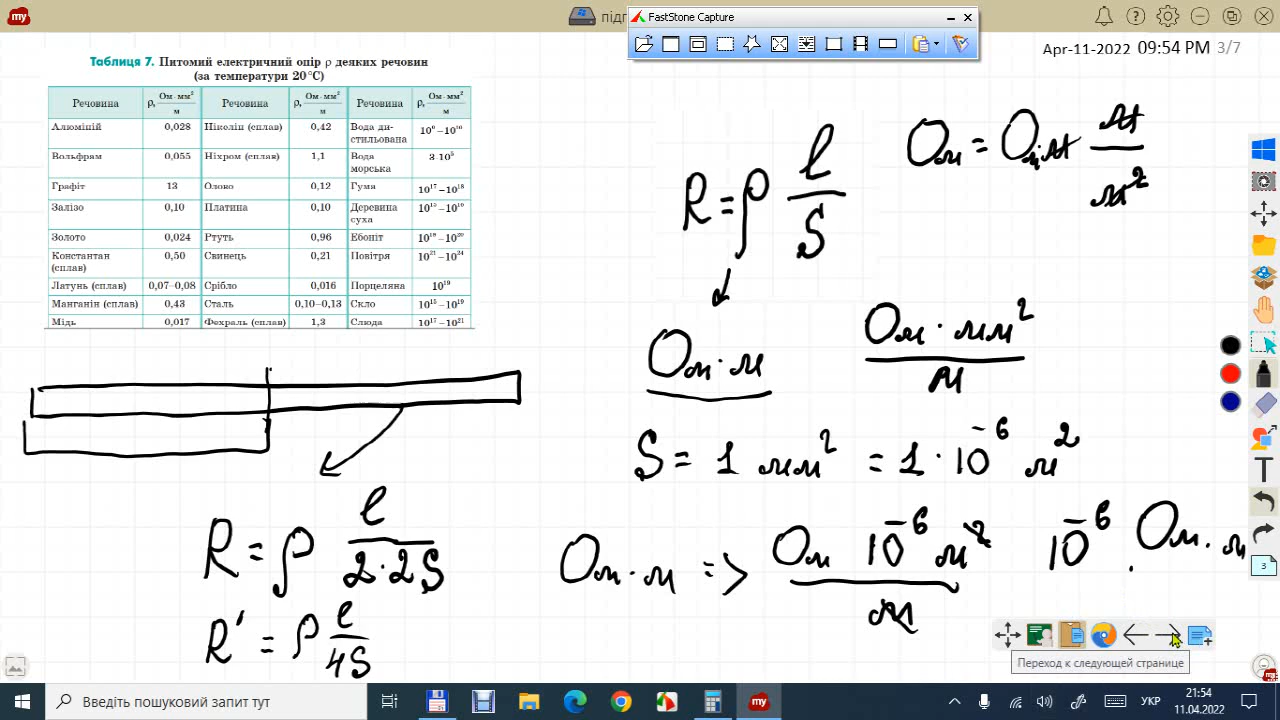 my
підг
FastStone Capture
Apr-11-2022 09:54 PM 3/7
Таблиця 7. Питомий електричний опір ρ деяких речовин
(за температури 20 °C)
Речовина ρ, Ом · мм² / м Речовина ρ, Ом · мм² / м Речовина ρ, Ом · мм² / м
Алюміній 0,028 Ніколін (сплав) 0,42 Вода дистильована
Вольфрам 0,055 Ніхром (сплав) 1,1 Вода морська
Графіт 13 Олово 0,12 Гума 10¹⁷–10¹⁸
Залізо 0,10 Платина 0,10 Деревина суха
Золото 0,024 Ртуть 0,96 Ебоніт
Константан (сплав) 0,50 Свинець 0,21 Повітря
Латунь (сплав) 0,07–0,08 Срібло 0,016 Порцеляна 10¹⁹
Манганін (сплав) 0,43 Сталь 0,10–0,13 Скло
Мідь 0,017 Фехраль (сплав) 1,3 Слюда 10¹⁷–10²¹
R = ρ l / S
Ом = Ом·м м / м²
Ом · м
Ом · мм² / м
S = 1 мм² = 1 · 10⁻⁶ м²
Ом · м => Ом 10⁻⁶ м² / м
10⁻⁶ · Ом · м
R = ρ l / 2·2S
R' = ρ l / 4S
3
Переход к следующей странице
Введіть пошуковий запит тут
my
УКР
21:54
11.04.2022